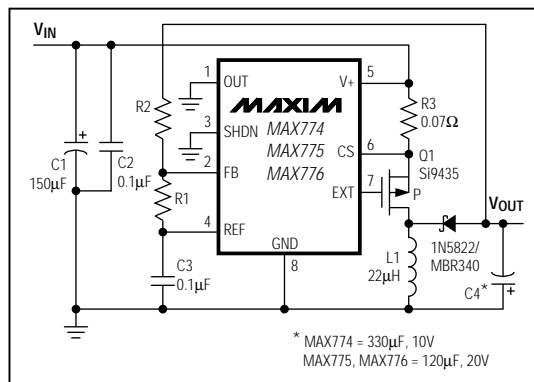 VIN
1
OUT
V+
5
R2
MAXIM
R3
0.07Ω
3
SHDN
MAX774
MAX775
MAX776
CS
6
Q1
Si9435
C1
150µF
+
C2
0.1µF
2
FB
EXT
7
P
R1
VOUT
4
REF
GND
8
1N5822/
MBR340
L1
22µH
C3
0.1µF
C4*
+
* MAX774 = 330µF, 10V
MAX775, MAX776 = 120µF, 20V